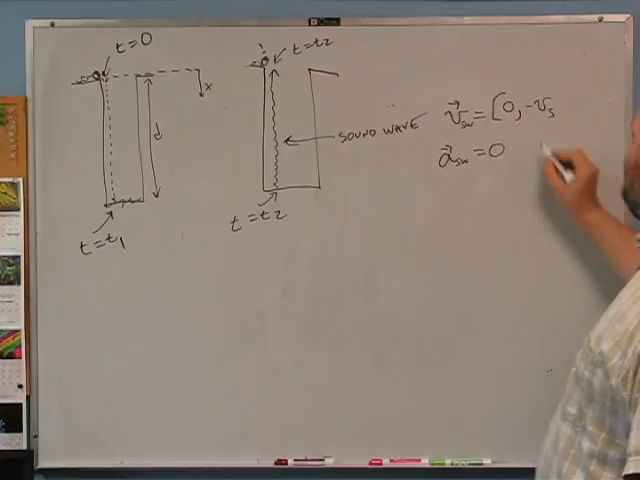 t=0
x
d
t=t₁
t=t₂
SOUND WAVE
t=t₂
v⃗sw = [0, -vs
a⃗sw = 0